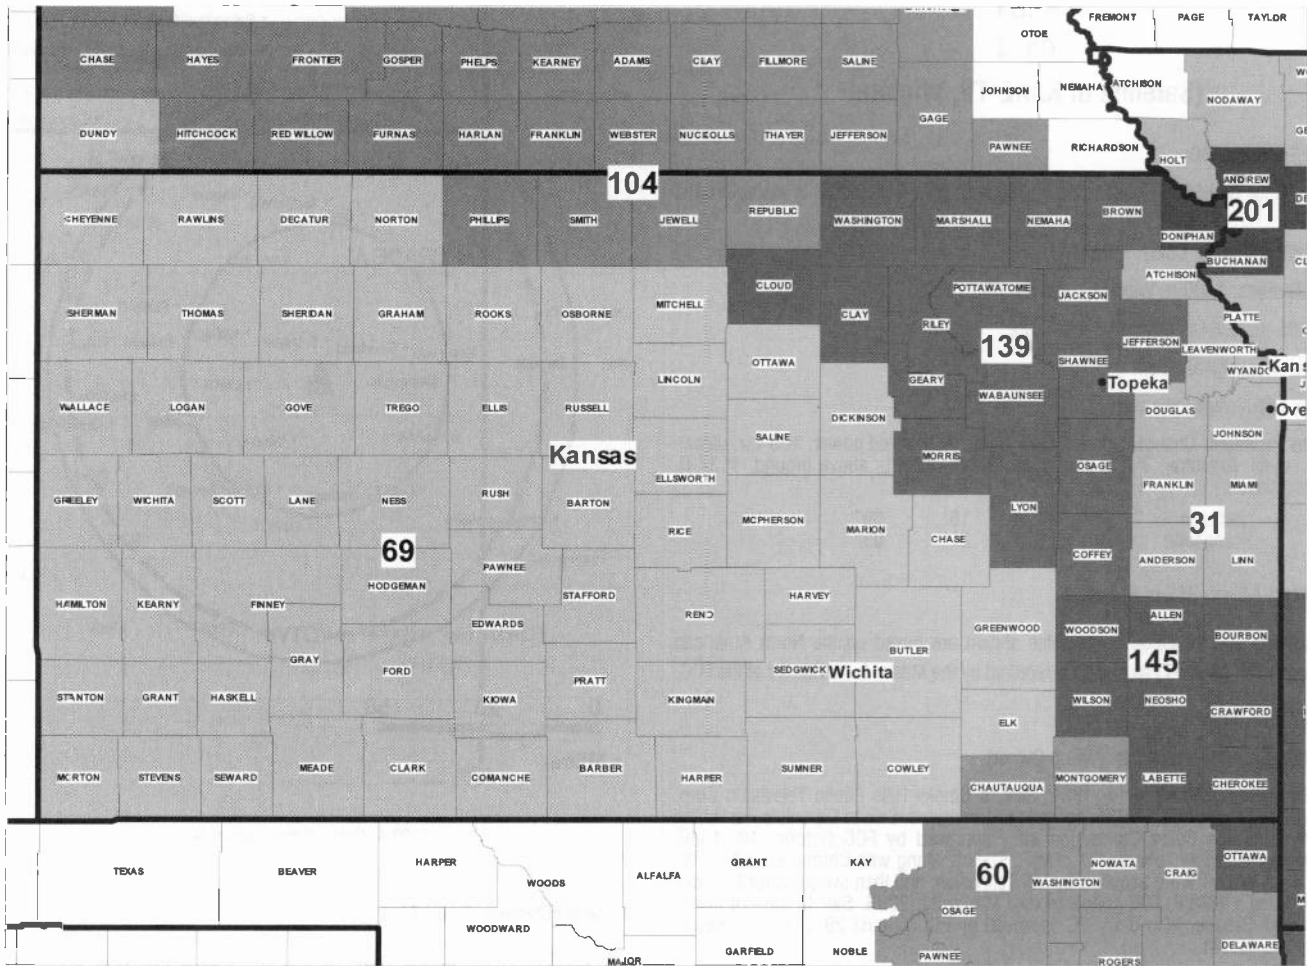 FREMONT PAGE TAYLOR
OTOE
CHASE HAYES FRONTIER GOSPER PHELPS KEARNEY ADAMS CLAY FILLMORE SALINE
JOHNSON NEMAHA ATCHISON
NODAWAY
GAGE
DUNDY HITCHCOCK RED WILLOW FURNAS HARLAN FRANKLIN WEBSTER NUCKOLLS THAYER JEFFERSON
PAWNEE RICHARDSON
HOLT
104
ANDREW
201
CHEYENNE RAWLINS DECATUR NORTON PHILLIPS SMITH JEWELL REPUBLIC WASHINGTON MARSHALL NEMAHA BROWN
DONIPHAN
BUCHANAN
ATCHISON
CLOUD
POTTAWATOMIE
JACKSON
SHERMAN THOMAS SHERIDAN GRAHAM ROOKS OSBORNE MITCHELL CLAY RILEY
PLATTE
139
JEFFERSON LEAVENWORTH
OTTAWA
SHAWNEE
WYANDO Kans
LINCOLN
GEARY
Topeka
WABAUNSEE
WALLACE LOGAN GOVE TREGO ELLIS RUSSELL
DICKINSON
DOUGLAS
Ove
JOHNSON
SALINE
Kansas
MORRIS
OSAGE
ELLSWORTH
FRANKLIN MIAMI
GREELEY WICHITA SCOTT LANE NESS RUSH BARTON
LYON
MCPHERSON
31
RICE
MARION
CHASE
69
COFFEY
ANDERSON LINN
PAWNEE
HODGEMAN
STAFFORD
HARVEY
HAMILTON KEARNY FINNEY
RENO
ALLEN
EDWARDS
GREENWOOD WOODSON
BOURBON
BUTLER
GRAY
145
FORD
SEDGWICK Wichita
PRATT
STANTON GRANT HASKELL
KIOWA
KINGMAN
WILSON NEOSHO
CRAWFORD
ELK
MEADE CLARK
BARBER
SUMNER COWLEY
MORTON STEVENS SEWARD
COMANCHE
HARPER
MONTGOMERY LABETTE
CHEROKEE
CHAUTAUQUA
OTTAWA
HARPER
GRANT KAY
NOWATA
TEXAS BEAVER
60
CRAIG
ALFALFA
WOODS
WASHINGTON
OSAGE
WOODWARD
DELAWARE
GARFIELD NOBLE
PAWNEE
MAJOR
ROGERS